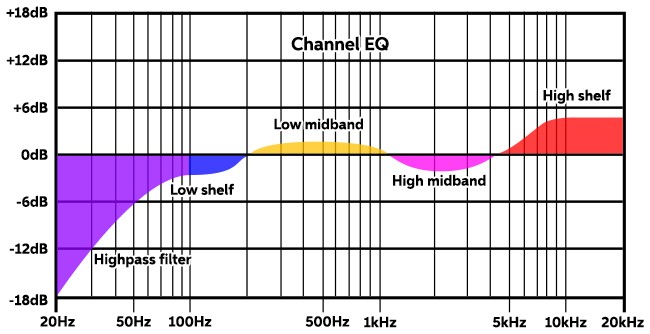 +18dB
Channel EQ
+12dB
High shelf
+6dB
Low midband
0dB
High midband
Low shelf
-6dB
-12dB
Highpass filter
-18dB
20Hz 50Hz 100Hz 500Hz 1kHz 5kHz 10kHz 20kHz